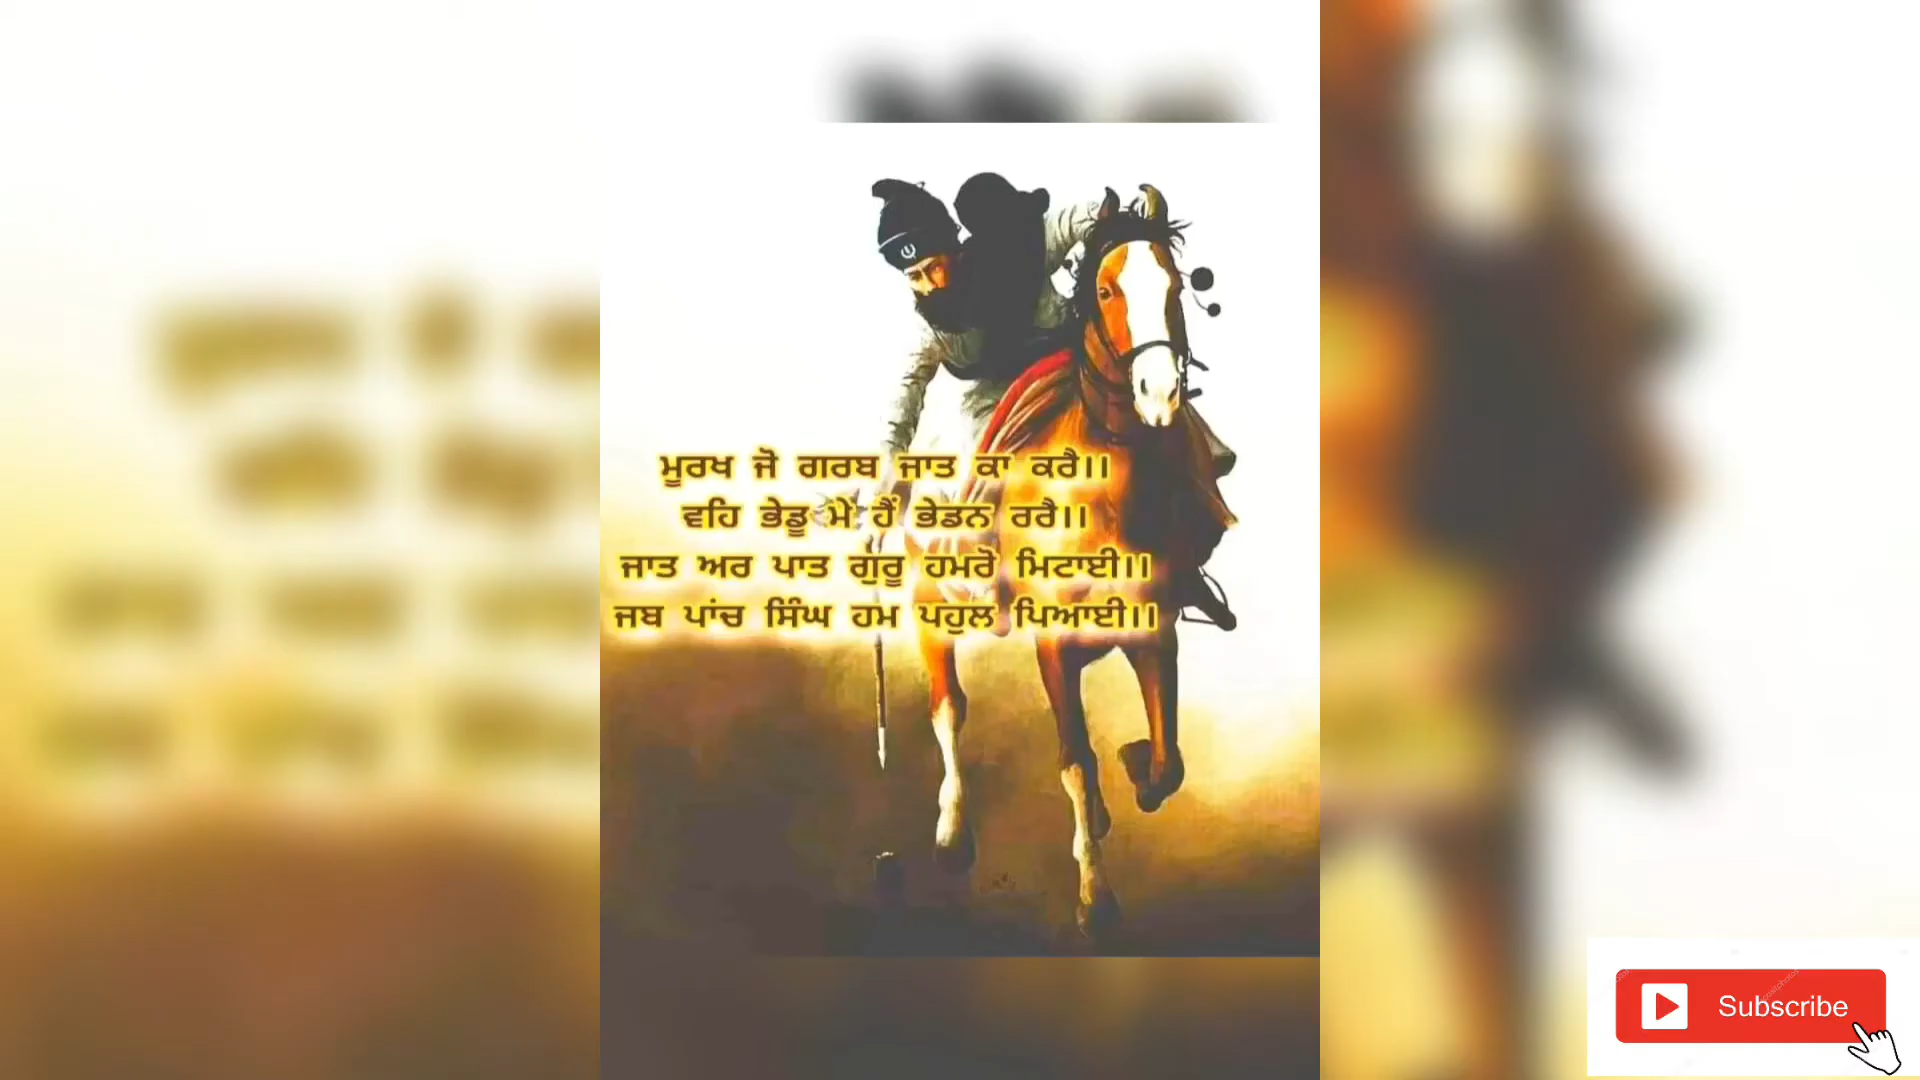 ਮੂਰਖ ਜੋ ਗਰਬ ਜਾਤ ਕਾ ਕਰੈ।।
ਵਹਿ ਭੇਡੂ ਮੇਂ ਹੈਂ ਭੇਡਨ ਰਰੈ।।
ਜਾਤ ਅਰ ਪਾਤ ਗੁਰੂ ਹਮਰੋ ਮਿਟਾਈ।।
ਜਬ ਪਾਂਚ ਸਿੰਘ ਹਮ ਪਹੁਲ ਪਿਆਈ।।
Subscribe